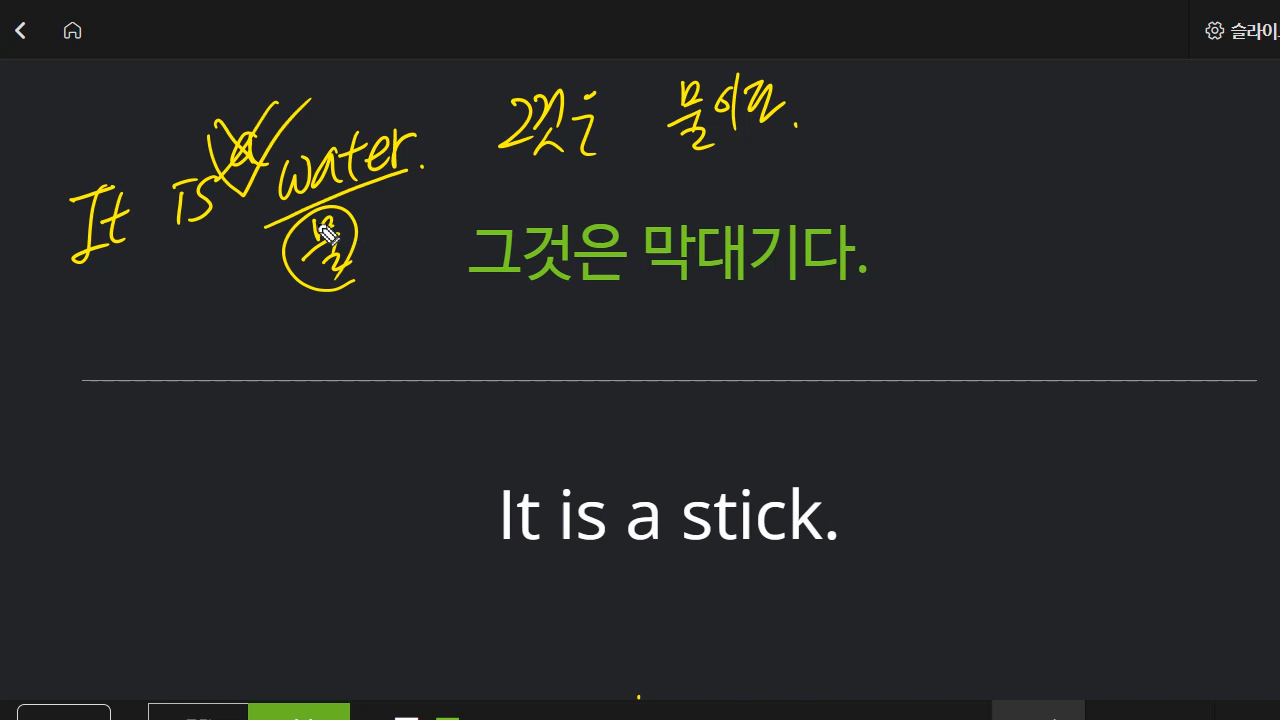 슬라이
It is a water. 그것은 물이다.
물
그것은 막대기다.
It is a stick.